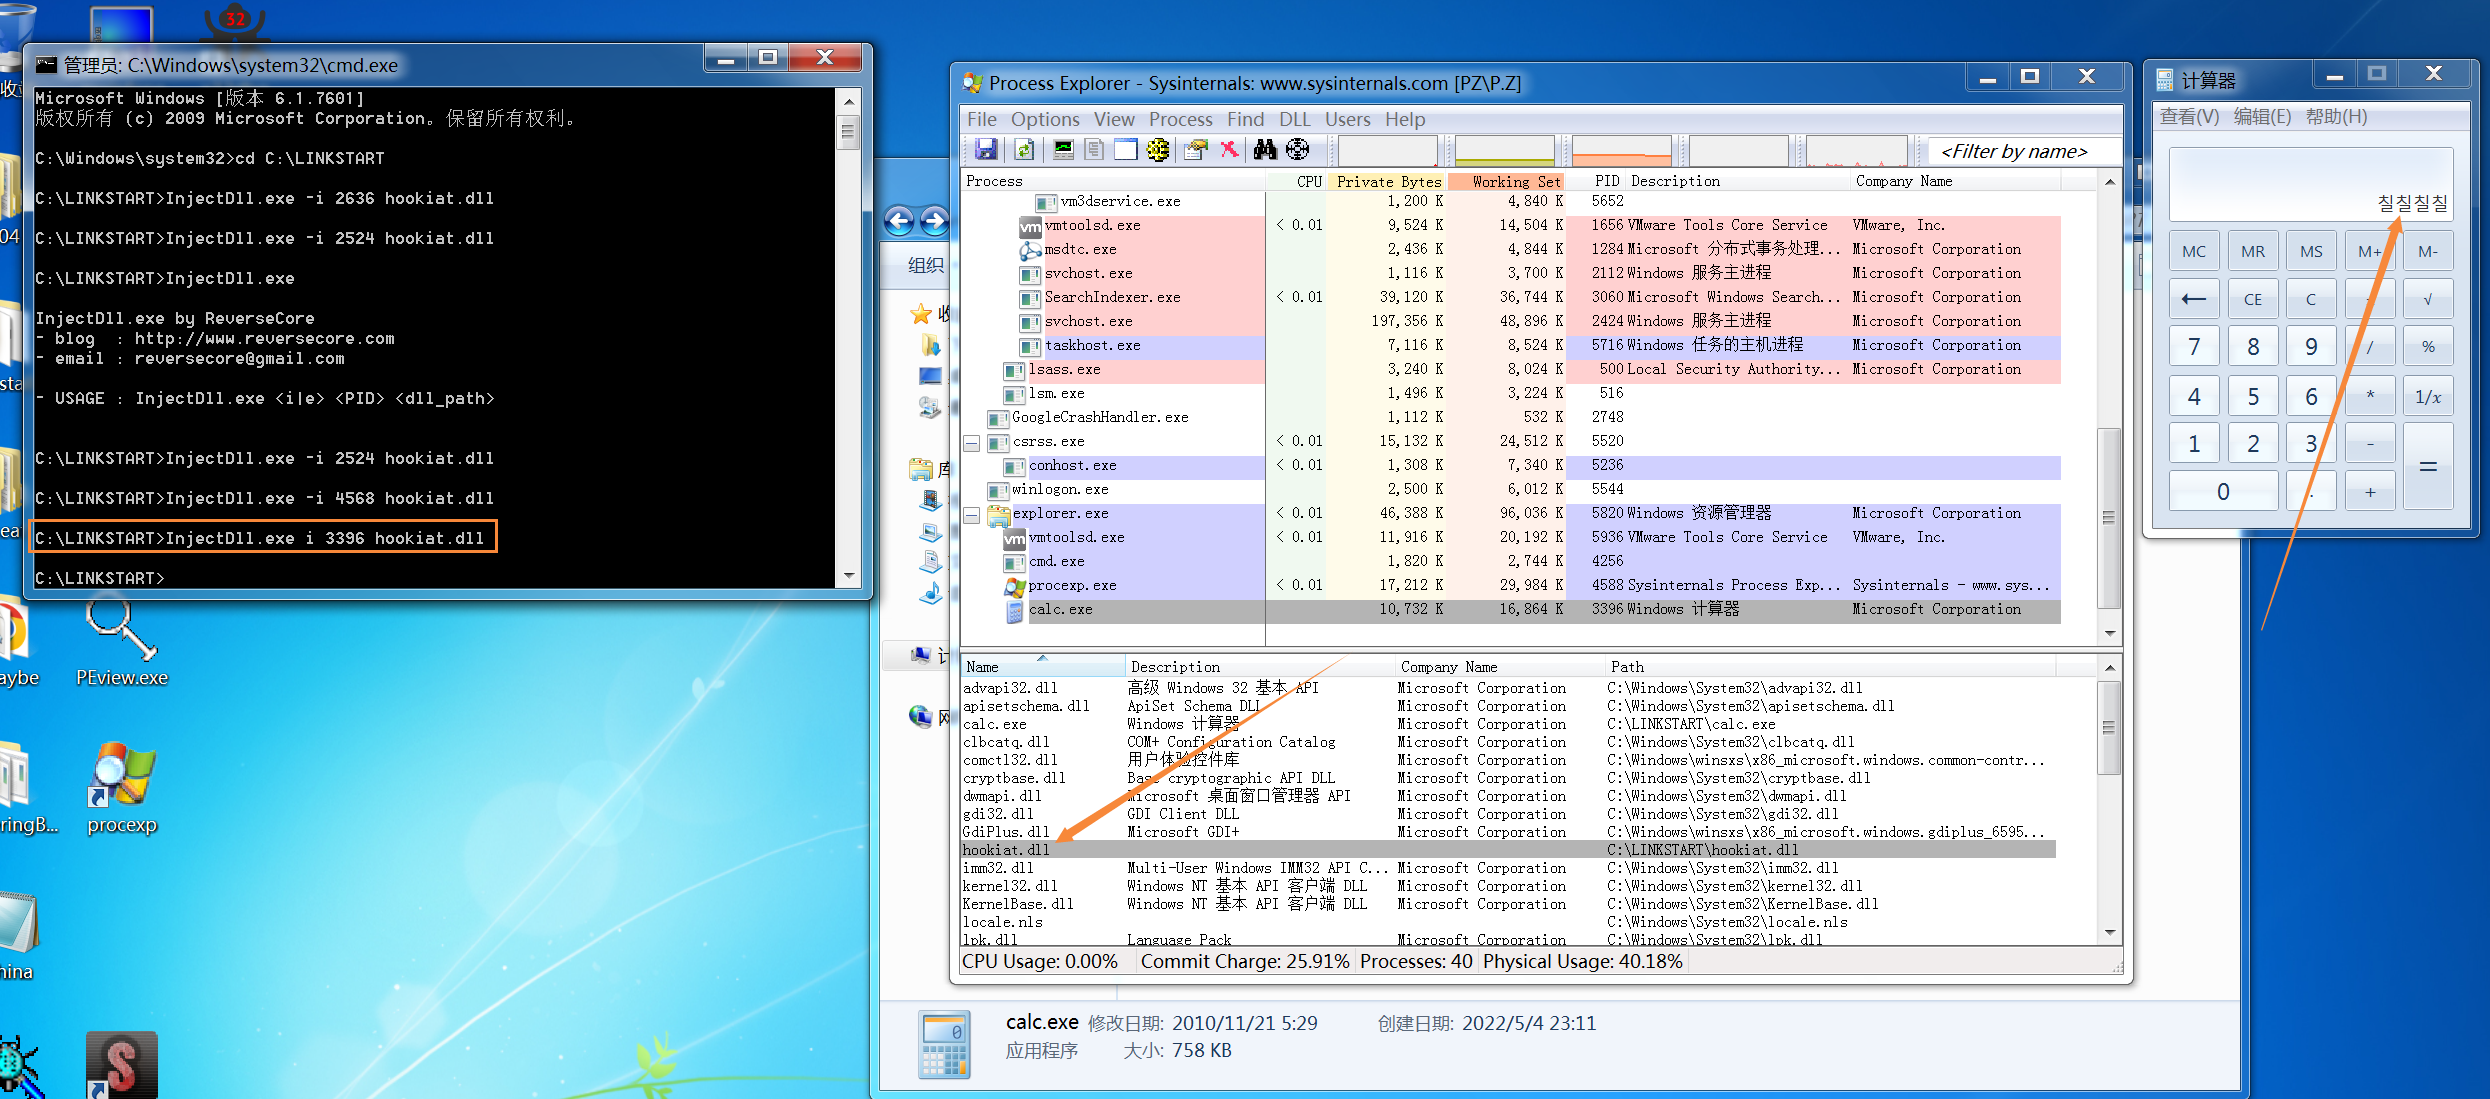 管理员: C:\Windows\system32\cmd.exe
Microsoft Windows [版本 6.1.7601]
版权所有 (c) 2009 Microsoft Corporation。保留所有权利。
C:\Windows\system32>cd C:\LINKSTART
C:\LINKSTART>InjectDll.exe -i 2636 hookiat.dll
C:\LINKSTART>InjectDll.exe -i 2524 hookiat.dll
C:\LINKSTART>InjectDll.exe
InjectDll.exe by ReverseCore
- blog  : http://www.reversecore.com
- email : reversecore@gmail.com
- USAGE : InjectDll.exe <i|e> <PID> <dll_path>
C:\LINKSTART>InjectDll.exe -i 2524 hookiat.dll
C:\LINKSTART>InjectDll.exe -i 4568 hookiat.dll
C:\LINKSTART>InjectDll.exe i 3396 hookiat.dll
C:\LINKSTART>
32
04
PEview.exe
procexp
ringB...
组织
Process Explorer - Sysinternals: www.sysinternals.com [PZ\P.Z]
File Options View Process Find DLL Users Help
<Filter by name>
Process CPU Private Bytes Working Set PID Description Company Name
vm3dservice.exe 1,200 K 4,840 K 5652
vmtoolsd.exe < 0.01 9,524 K 14,504 K 1656 VMware Tools Core Service VMware, Inc.
msdtc.exe 2,436 K 4,844 K 1284 Microsoft 分布式事务处理... Microsoft Corporation
svchost.exe 1,116 K 3,700 K 2112 Windows 服务主进程 Microsoft Corporation
SearchIndexer.exe < 0.01 39,120 K 36,744 K 3060 Microsoft Windows Search... Microsoft Corporation
svchost.exe 197,356 K 48,896 K 2424 Windows 服务主进程 Microsoft Corporation
taskhost.exe 7,116 K 8,524 K 5716 Windows 任务的主机进程 Microsoft Corporation
lsass.exe 3,240 K 8,024 K 500 Local Security Authority... Microsoft Corporation
lsm.exe 1,496 K 3,224 K 516
GoogleCrashHandler.exe 1,112 K 532 K 2748
csrss.exe < 0.01 15,132 K 24,512 K 5520
conhost.exe < 0.01 1,308 K 7,340 K 5236
winlogon.exe 2,500 K 6,012 K 5544
explorer.exe < 0.01 46,388 K 96,036 K 5820 Windows 资源管理器 Microsoft Corporation
vmtoolsd.exe < 0.01 11,916 K 20,192 K 5936 VMware Tools Core Service VMware, Inc.
cmd.exe 1,820 K 2,744 K 4256
procexp.exe < 0.01 17,212 K 29,984 K 4588 Sysinternals Process Exp... Sysinternals - www.sys...
calc.exe 10,732 K 16,864 K 3396 Windows 计算器 Microsoft Corporation
Name Description Company Name Path
advapi32.dll 高级 Windows 32 基本 API Microsoft Corporation C:\Windows\System32\advapi32.dll
apisetschema.dll ApiSet Schema DLL Microsoft Corporation C:\Windows\System32\apisetschema.dll
calc.exe Windows 计算器 Microsoft Corporation C:\LINKSTART\calc.exe
clbcatq.dll COM+ Configuration Catalog Microsoft Corporation C:\Windows\System32\clbcatq.dll
comctl32.dll 用户体验控件库 Microsoft Corporation C:\Windows\winsxs\x86_microsoft.windows.common-contr...
cryptbase.dll Base cryptographic API DLL Microsoft Corporation C:\Windows\System32\cryptbase.dll
dwmapi.dll Microsoft 桌面窗口管理器 API Microsoft Corporation C:\Windows\System32\dwmapi.dll
gdi32.dll GDI Client DLL Microsoft Corporation C:\Windows\System32\gdi32.dll
GdiPlus.dll Microsoft GDI+ Microsoft Corporation C:\Windows\winsxs\x86_microsoft.windows.gdiplus_6595...
hookiat.dll C:\LINKSTART\hookiat.dll
imm32.dll Multi-User Windows IMM32 API C... Microsoft Corporation C:\Windows\System32\imm32.dll
kernel32.dll Windows NT 基本 API 客户端 DLL Microsoft Corporation C:\Windows\System32\kernel32.dll
KernelBase.dll Windows NT 基本 API 客户端 DLL Microsoft Corporation C:\Windows\System32\KernelBase.dll
locale.nls C:\Windows\System32\locale.nls
lpk.dll Language Pack Microsoft Corporation C:\Windows\System32\lpk.dll
CPU Usage: 0.00% Commit Charge: 25.91% Processes: 40 Physical Usage: 40.18%
calc.exe 修改日期: 2010/11/21 5:29 创建日期: 2022/5/4 23:11
应用程序 大小: 758 KB
计算器
查看(V) 编辑(E) 帮助(H)
칠칠칠칠
MC MR MS M+ M-
← CE C √
7 8 9 / %
4 5 6 * 1/x
1 2 3 - =
0 . +